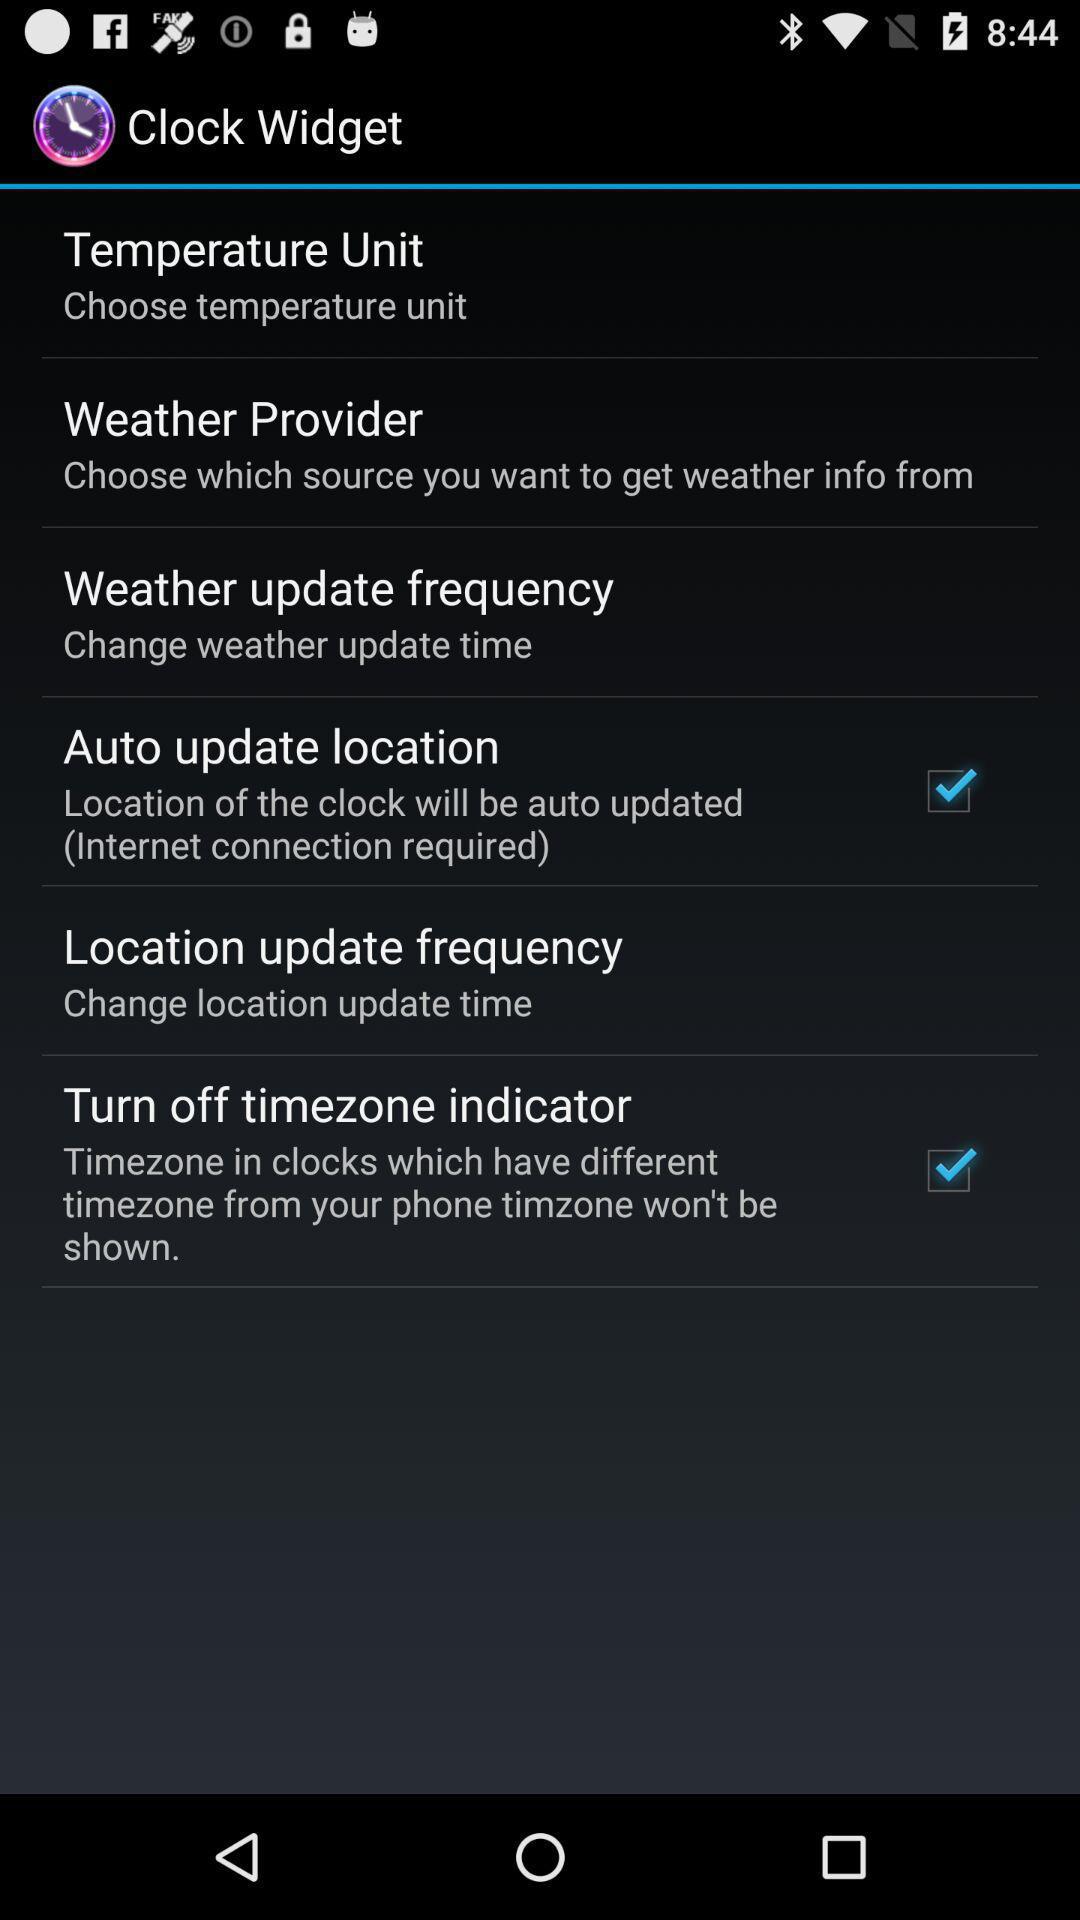 FAKE
8:44
Clock Widget
Temperature Unit
Choose temperature unit
Weather Provider
Choose which source you want to get weather info from
Weather update frequency
Change weather update time
Auto update location
Location of the clock will be auto updated
(Internet connection required)
Location update frequency
Change location update time
Turn off timezone indicator
Timezone in clocks which have different
timezone from your phone timzone won't be
shown.